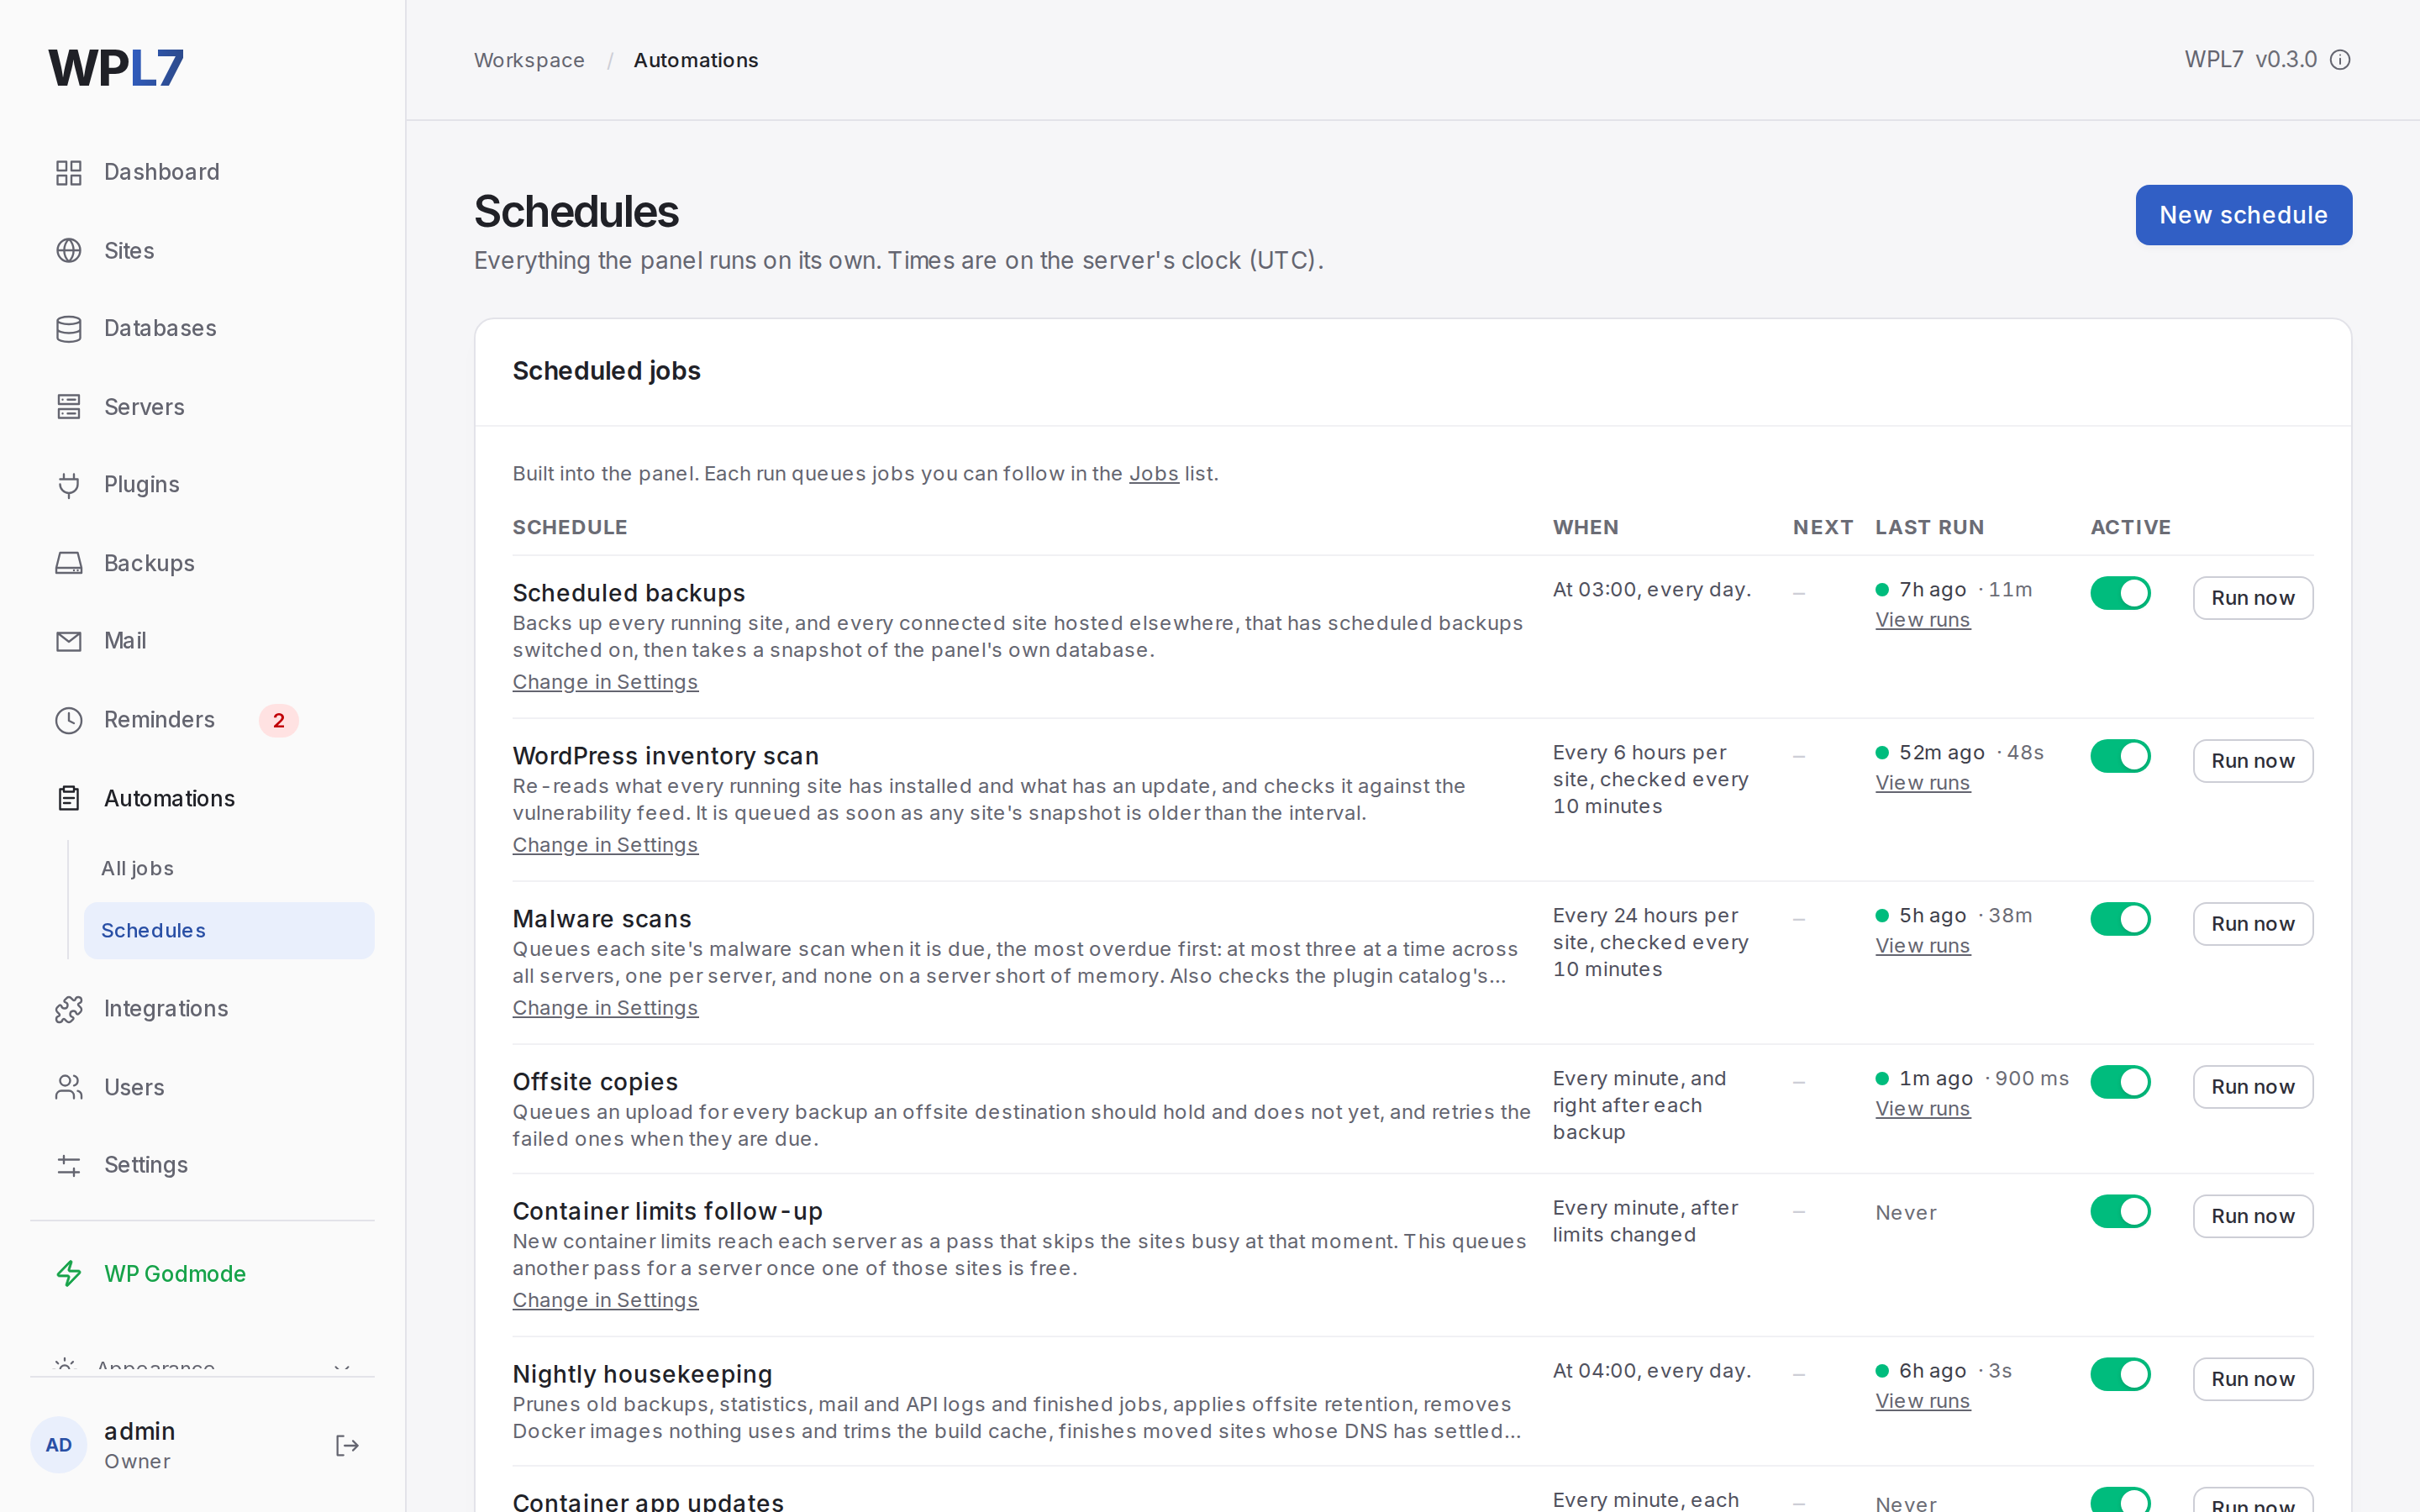 WPL7
Workspace / Automations
WPL7 v0.3.0
Dashboard
Sites
Databases
Servers
Plugins
Backups
Mail
Reminders 2
Automations
All jobs
Schedules
Integrations
Users
Settings
WP Godmode
Appearance
AD
admin
Owner
Schedules
New schedule
Everything the panel runs on its own. Times are on the server's clock (UTC).
Scheduled jobs
Built into the panel. Each run queues jobs you can follow in the Jobs list.
SCHEDULE WHEN NEXT LAST RUN ACTIVE
Scheduled backups
Backs up every running site, and every connected site hosted elsewhere, that has scheduled backups
switched on, then takes a snapshot of the panel's own database.
Change in Settings
At 03:00, every day.
–
7h ago · 11m
View runs
Run now
WordPress inventory scan
Re-reads what every running site has installed and what has an update, and checks it against the
vulnerability feed. It is queued as soon as any site's snapshot is older than the interval.
Change in Settings
Every 6 hours per
site, checked every
10 minutes
–
52m ago · 48s
View runs
Run now
Malware scans
Queues each site's malware scan when it is due, the most overdue first: at most three at a time across
all servers, one per server, and none on a server short of memory. Also checks the plugin catalog's...
Change in Settings
Every 24 hours per
site, checked every
10 minutes
–
5h ago · 38m
View runs
Run now
Offsite copies
Queues an upload for every backup an offsite destination should hold and does not yet, and retries the
failed ones when they are due.
Every minute, and
right after each
backup
–
1m ago · 900 ms
View runs
Run now
Container limits follow-up
New container limits reach each server as a pass that skips the sites busy at that moment. This queues
another pass for a server once one of those sites is free.
Change in Settings
Every minute, after
limits changed
–
Never
Run now
Nightly housekeeping
Prunes old backups, statistics, mail and API logs and finished jobs, applies offsite retention, removes
Docker images nothing uses and trims the build cache, finishes moved sites whose DNS has settled...
At 04:00, every day.
–
6h ago · 3s
View runs
Run now
Container app updates
Every minute, each
–
Never
Run now